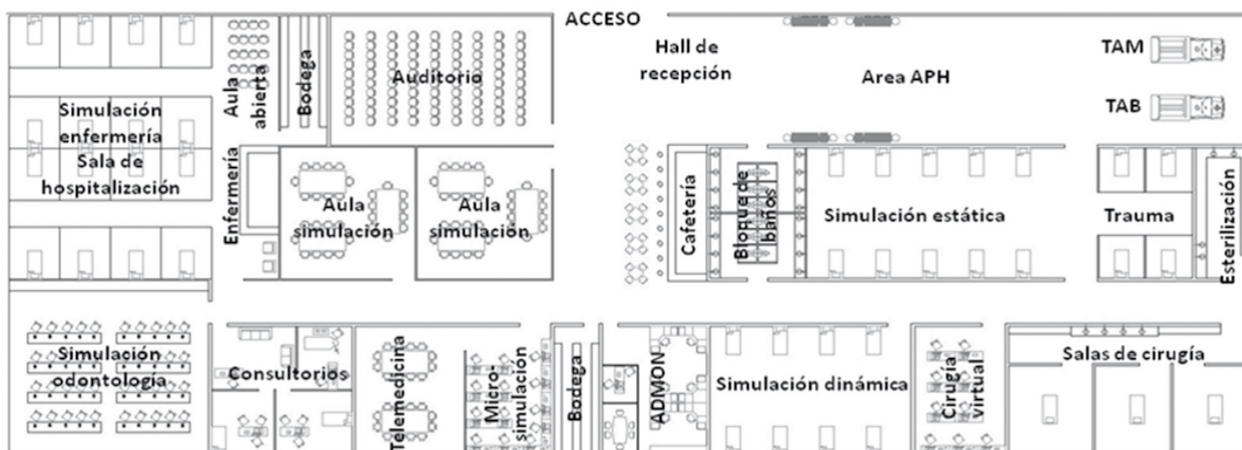 ACCESO
Hall de
recepción
Area APH
TAM
TAB
Aula
abierta
Bodega
Auditorio
Simulación
enfermería
Sala de
hospitalización
Enfermería
Aula
simulación
Aula
simulación
Cafetería
Bloque de
baños
Simulación estática
Trauma
Esterilización
Simulación
odontología
Consultorios
Telemedicina
Micro-
simulación
Bodega
ADMON
Simulación dinámica
Cirugía
virtual
Salas de cirugía